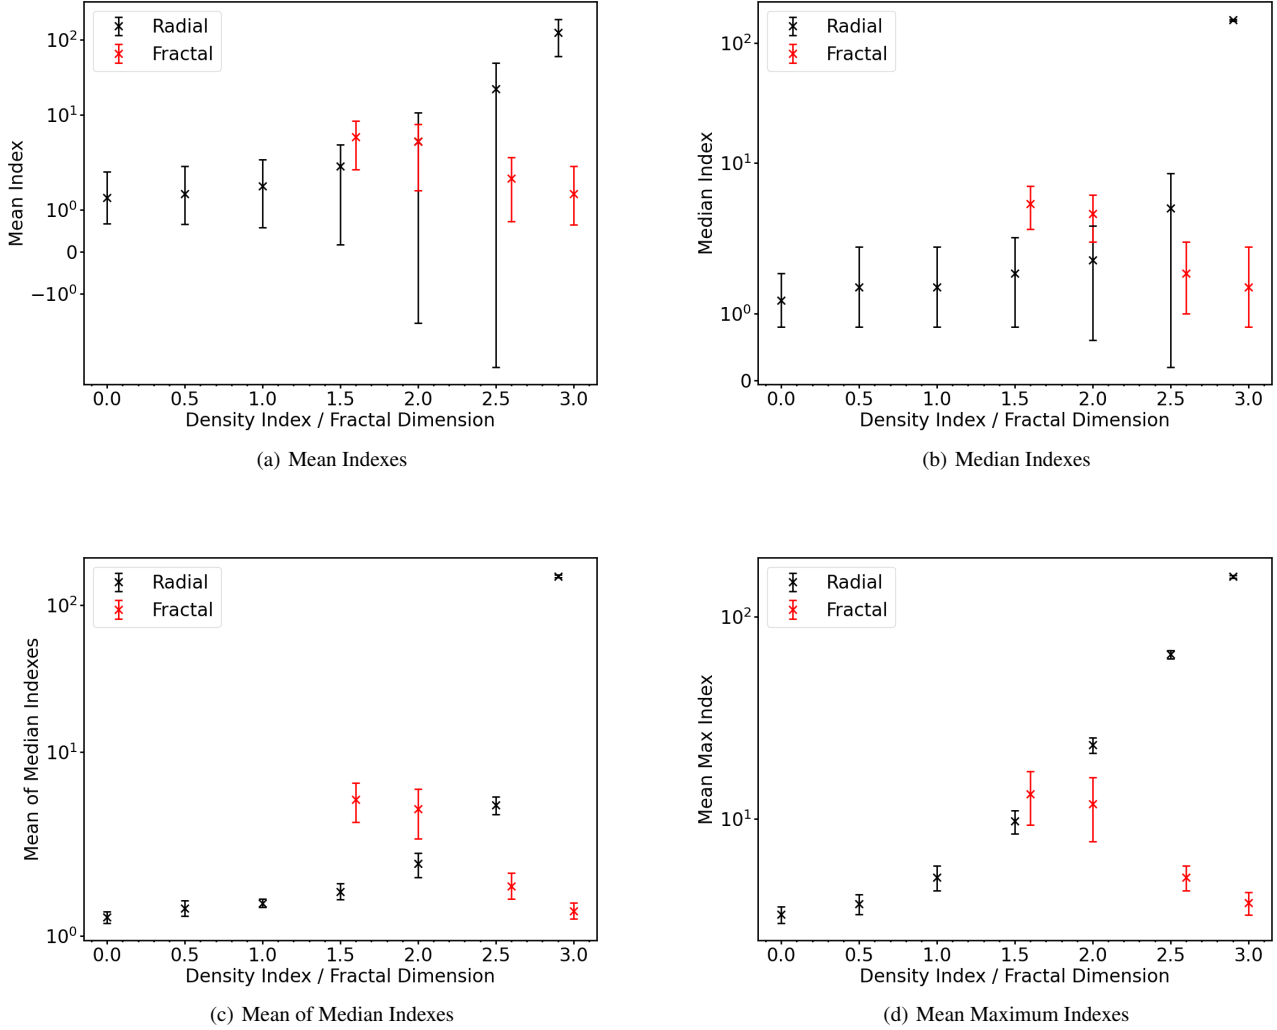 Radial
Fractal
Mean Index
10²
10¹
10⁰
0
−10⁰
0.0 0.5 1.0 1.5 2.0 2.5 3.0
Density Index / Fractal Dimension
(a) Mean Indexes
Radial
Fractal
Median Index
10²
10¹
10⁰
0
0.0 0.5 1.0 1.5 2.0 2.5 3.0
Density Index / Fractal Dimension
(b) Median Indexes
Radial
Fractal
Mean of Median Indexes
10²
10¹
10⁰
0.0 0.5 1.0 1.5 2.0 2.5 3.0
Density Index / Fractal Dimension
(c) Mean of Median Indexes
Radial
Fractal
Mean Max Index
10²
10¹
0.0 0.5 1.0 1.5 2.0 2.5 3.0
Density Index / Fractal Dimension
(d) Mean Maximum Indexes